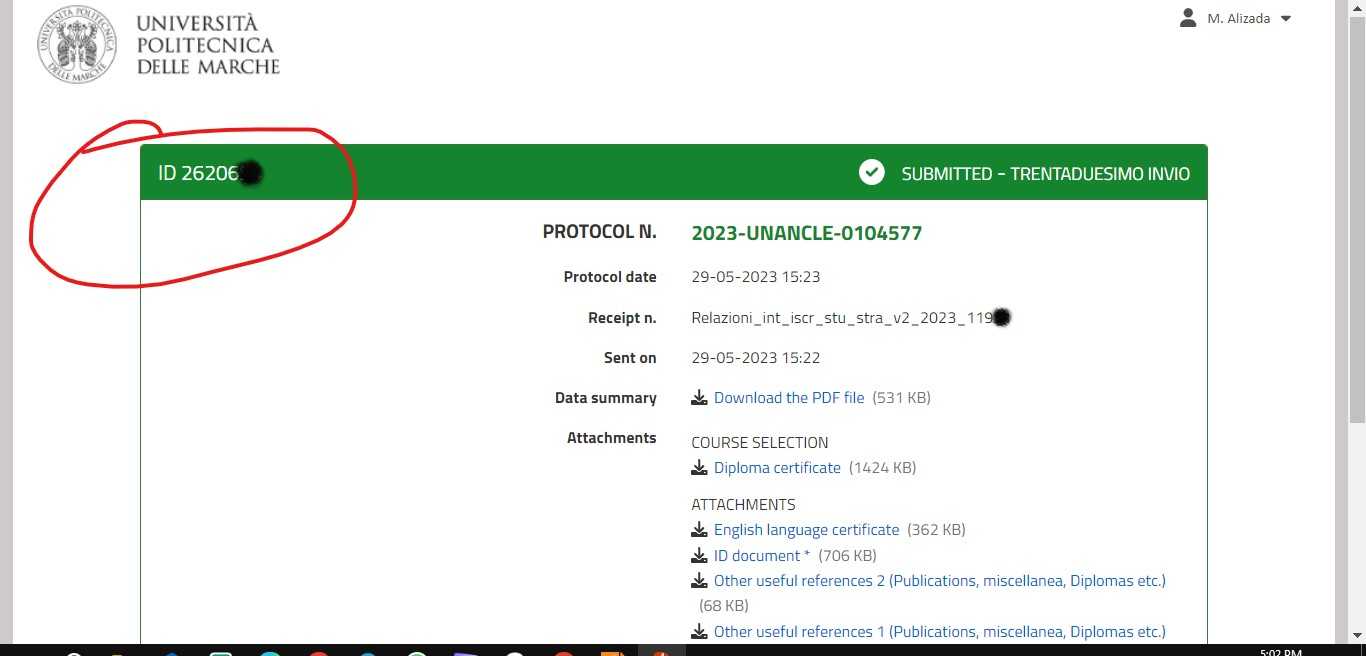 UNIVERSITÀ
POLITECNICA
DELLE MARCHE
M. Alizada
ID 26206
SUBMITTED - TRENTADUESIMO INVIO
PROTOCOL N. 2023-UNANCLE-0104577
Protocol date 29-05-2023 15:23
Receipt n. Relazioni_int_iscr_stu_stra_v2_2023_119
Sent on 29-05-2023 15:22
Data summary Download the PDF file (531 KB)
Attachments COURSE SELECTION
Diploma certificate (1424 KB)
ATTACHMENTS
English language certificate (362 KB)
ID document * (706 KB)
Other useful references 2 (Publications, miscellanea, Diplomas etc.)
(68 KB)
Other useful references 1 (Publications, miscellanea, Diplomas etc.)
5:02 PM